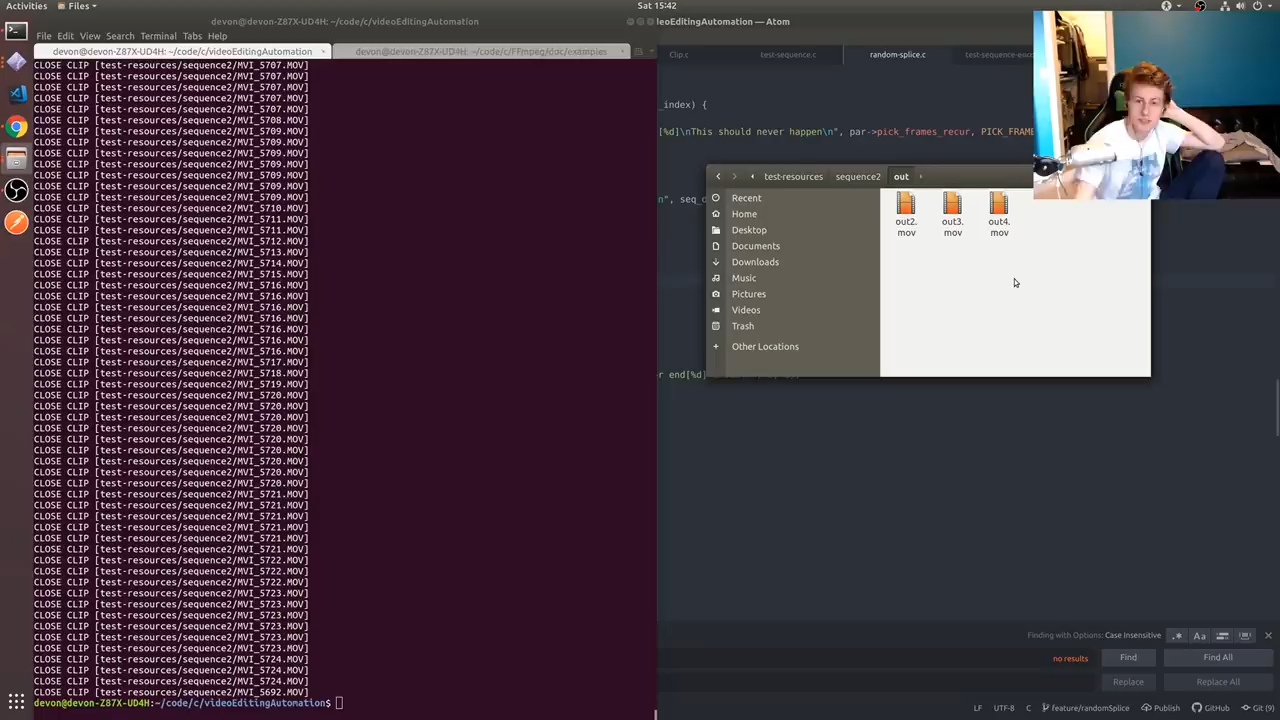 Activities
Files
Sat 15:42
devon@devon-Z87X-UD4H: ~/code/c/videoEditingAutomation
videoEditingAutomation — Atom
File Edit View Search Terminal Tabs Help
devon@devon-Z87X-UD4H: ~/code/c/videoEditingAutomation ×
devon@devon-Z87X-UD4H: ~/code/c/FFmpeg/doc/examples ×
CLOSE CLIP [test-resources/sequence2/MVI_5707.MOV]
CLOSE CLIP [test-resources/sequence2/MVI_5707.MOV]
CLOSE CLIP [test-resources/sequence2/MVI_5707.MOV]
CLOSE CLIP [test-resources/sequence2/MVI_5707.MOV]
CLOSE CLIP [test-resources/sequence2/MVI_5707.MOV]
CLOSE CLIP [test-resources/sequence2/MVI_5708.MOV]
CLOSE CLIP [test-resources/sequence2/MVI_5709.MOV]
CLOSE CLIP [test-resources/sequence2/MVI_5709.MOV]
CLOSE CLIP [test-resources/sequence2/MVI_5709.MOV]
CLOSE CLIP [test-resources/sequence2/MVI_5709.MOV]
CLOSE CLIP [test-resources/sequence2/MVI_5709.MOV]
CLOSE CLIP [test-resources/sequence2/MVI_5709.MOV]
CLOSE CLIP [test-resources/sequence2/MVI_5709.MOV]
CLOSE CLIP [test-resources/sequence2/MVI_5710.MOV]
CLOSE CLIP [test-resources/sequence2/MVI_5711.MOV]
CLOSE CLIP [test-resources/sequence2/MVI_5711.MOV]
CLOSE CLIP [test-resources/sequence2/MVI_5712.MOV]
CLOSE CLIP [test-resources/sequence2/MVI_5713.MOV]
CLOSE CLIP [test-resources/sequence2/MVI_5714.MOV]
CLOSE CLIP [test-resources/sequence2/MVI_5715.MOV]
CLOSE CLIP [test-resources/sequence2/MVI_5716.MOV]
CLOSE CLIP [test-resources/sequence2/MVI_5716.MOV]
CLOSE CLIP [test-resources/sequence2/MVI_5716.MOV]
CLOSE CLIP [test-resources/sequence2/MVI_5716.MOV]
CLOSE CLIP [test-resources/sequence2/MVI_5716.MOV]
CLOSE CLIP [test-resources/sequence2/MVI_5716.MOV]
CLOSE CLIP [test-resources/sequence2/MVI_5716.MOV]
CLOSE CLIP [test-resources/sequence2/MVI_5717.MOV]
CLOSE CLIP [test-resources/sequence2/MVI_5718.MOV]
CLOSE CLIP [test-resources/sequence2/MVI_5719.MOV]
CLOSE CLIP [test-resources/sequence2/MVI_5720.MOV]
CLOSE CLIP [test-resources/sequence2/MVI_5720.MOV]
CLOSE CLIP [test-resources/sequence2/MVI_5720.MOV]
CLOSE CLIP [test-resources/sequence2/MVI_5720.MOV]
CLOSE CLIP [test-resources/sequence2/MVI_5720.MOV]
CLOSE CLIP [test-resources/sequence2/MVI_5720.MOV]
CLOSE CLIP [test-resources/sequence2/MVI_5720.MOV]
CLOSE CLIP [test-resources/sequence2/MVI_5720.MOV]
CLOSE CLIP [test-resources/sequence2/MVI_5721.MOV]
CLOSE CLIP [test-resources/sequence2/MVI_5721.MOV]
CLOSE CLIP [test-resources/sequence2/MVI_5721.MOV]
CLOSE CLIP [test-resources/sequence2/MVI_5721.MOV]
CLOSE CLIP [test-resources/sequence2/MVI_5721.MOV]
CLOSE CLIP [test-resources/sequence2/MVI_5721.MOV]
CLOSE CLIP [test-resources/sequence2/MVI_5722.MOV]
CLOSE CLIP [test-resources/sequence2/MVI_5722.MOV]
CLOSE CLIP [test-resources/sequence2/MVI_5722.MOV]
CLOSE CLIP [test-resources/sequence2/MVI_5723.MOV]
CLOSE CLIP [test-resources/sequence2/MVI_5723.MOV]
CLOSE CLIP [test-resources/sequence2/MVI_5723.MOV]
CLOSE CLIP [test-resources/sequence2/MVI_5723.MOV]
CLOSE CLIP [test-resources/sequence2/MVI_5723.MOV]
CLOSE CLIP [test-resources/sequence2/MVI_5723.MOV]
CLOSE CLIP [test-resources/sequence2/MVI_5724.MOV]
CLOSE CLIP [test-resources/sequence2/MVI_5724.MOV]
CLOSE CLIP [test-resources/sequence2/MVI_5724.MOV]
CLOSE CLIP [test-resources/sequence2/MVI_5692.MOV]
devon@devon-Z87X-UD4H:~/code/c/videoEditingAutomation$
Clip.c test-sequence.c random-splice.c
_index) {
[%d]\nThis should never happen\n", par->pick_frames_recur,
test-resources sequence2 out
Recent
Home
Desktop
Documents
Downloads
Music
Pictures
Videos
Trash
+ Other Locations
out2.mov
out3.mov
out4.mov
end[%d]
Finding with Options: Case Insensitive
.* Aa
no results Find Find All
Replace Replace All
LF UTF-8 C feature/randomSplice Publish GitHub Git (9)